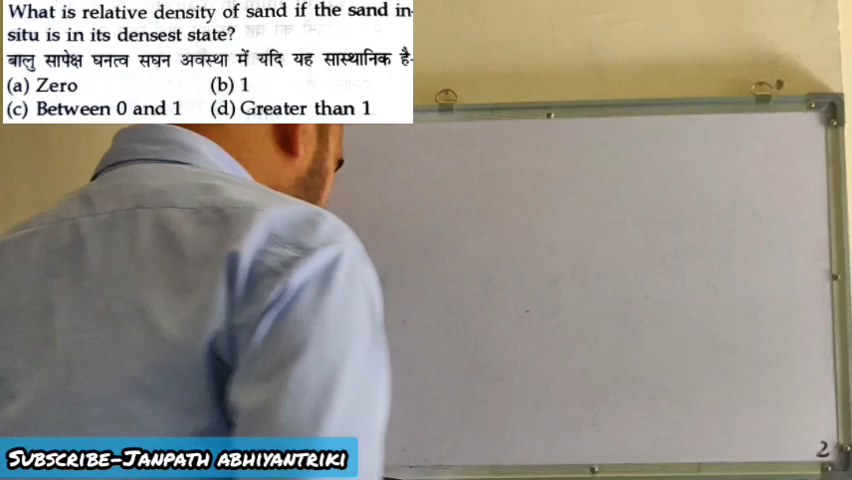 What is relative density of sand if the sand in-
situ is in its densest state?
बालु सापेक्ष घनत्व सघन अवस्था में यदि यह सास्थानिक है-
(a) Zero (b) 1
(c) Between 0 and 1 (d) Greater than 1
2
SUBSCRIBE-JANPATH ABHIYANTRIKI